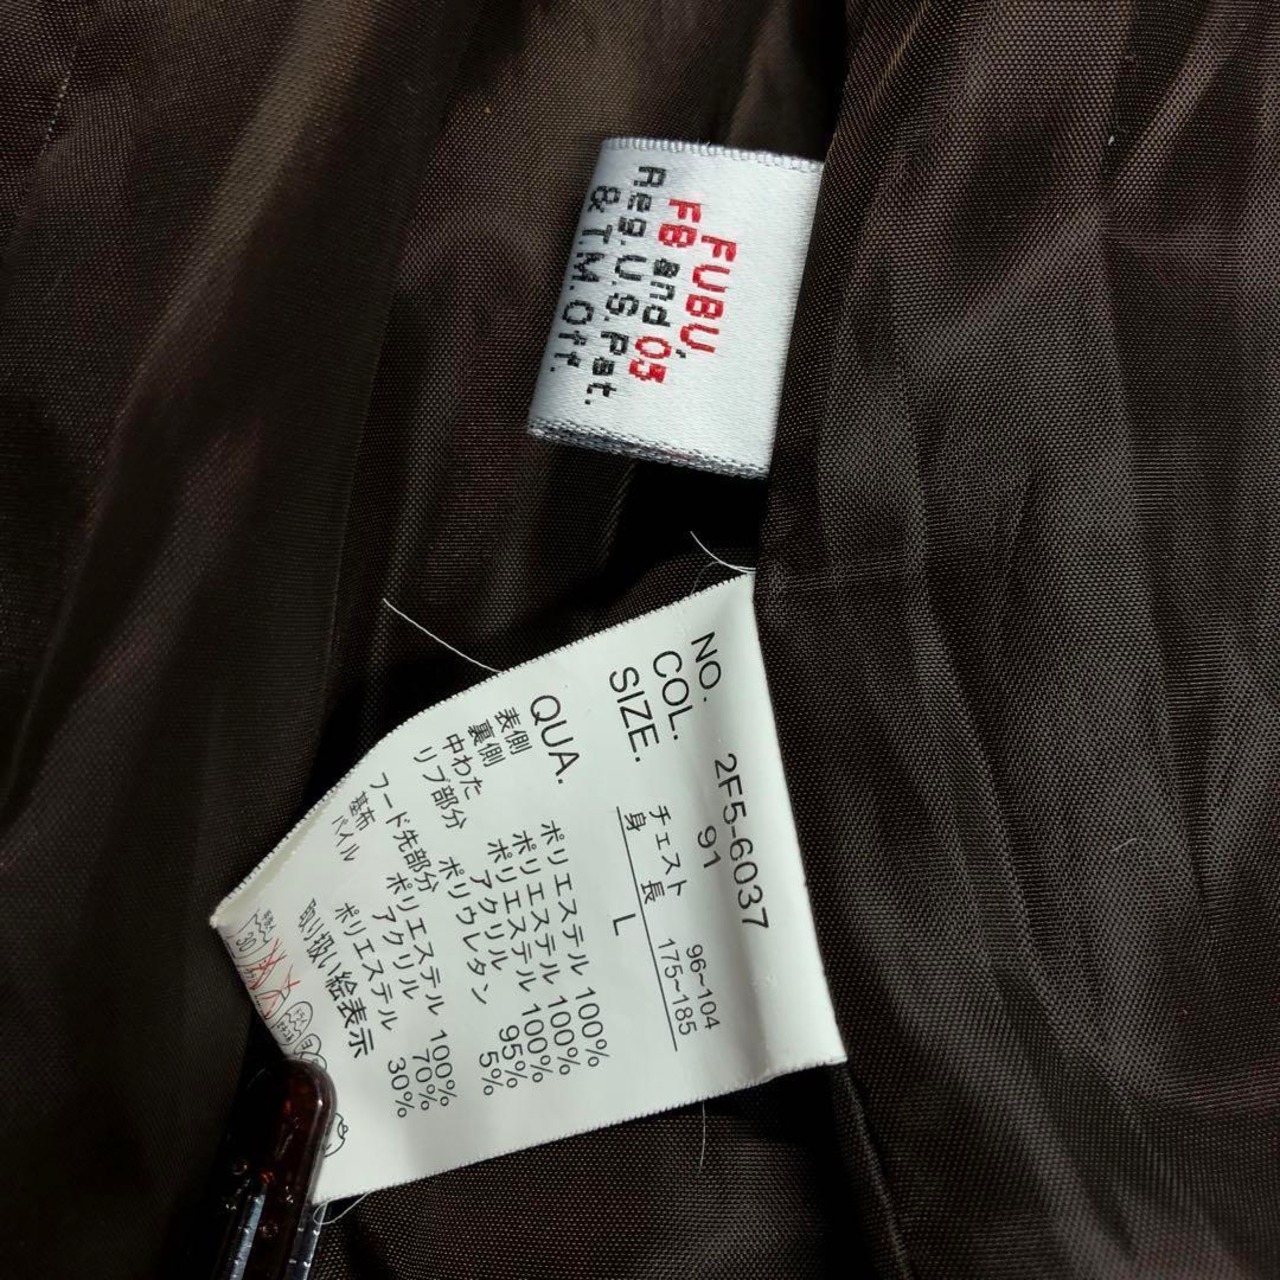 FUBU,
FB and 05
Reg. U.S. Pat.
& T.M. Off.
NO. 2F5-6037
COL. 91
SIZE. チェスト 96~104
身 長 175~185
L
QUA.
表側 ポリエステル 100%
裏側 ポリエステル 100%
中わた ポリエステル 100%
リブ部分 アクリル 95%
ポリウレタン 5%
フード先部分
基布 ポリエステル 100%
パイル アクリル 70%
ポリエステル 30%
取り扱い絵表示
30